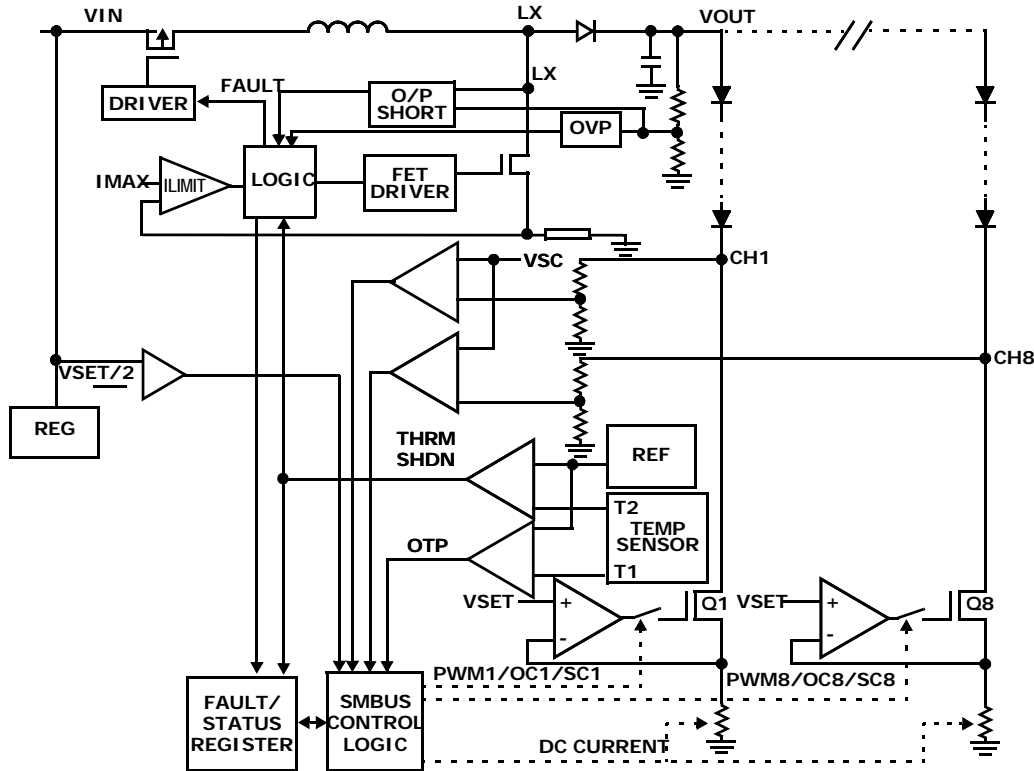 VIN
LX
VOUT
LX
FAULT
DRIVER
O/P
SHORT
OVP
IMAX
ILIMIT
LOGIC
FET
DRIVER
VSC
CH1
VSET/2
CH8
REG
THRM
SHDN
REF
T2
TEMP
SENSOR
T1
OTP
VSET
+
-
Q1
VSET
+
-
Q8
PWM1/OC1/SC1
PWM8/OC8/SC8
FAULT/
STATUS
REGISTER
SMBUS
CONTROL
LOGIC
DC CURRENT